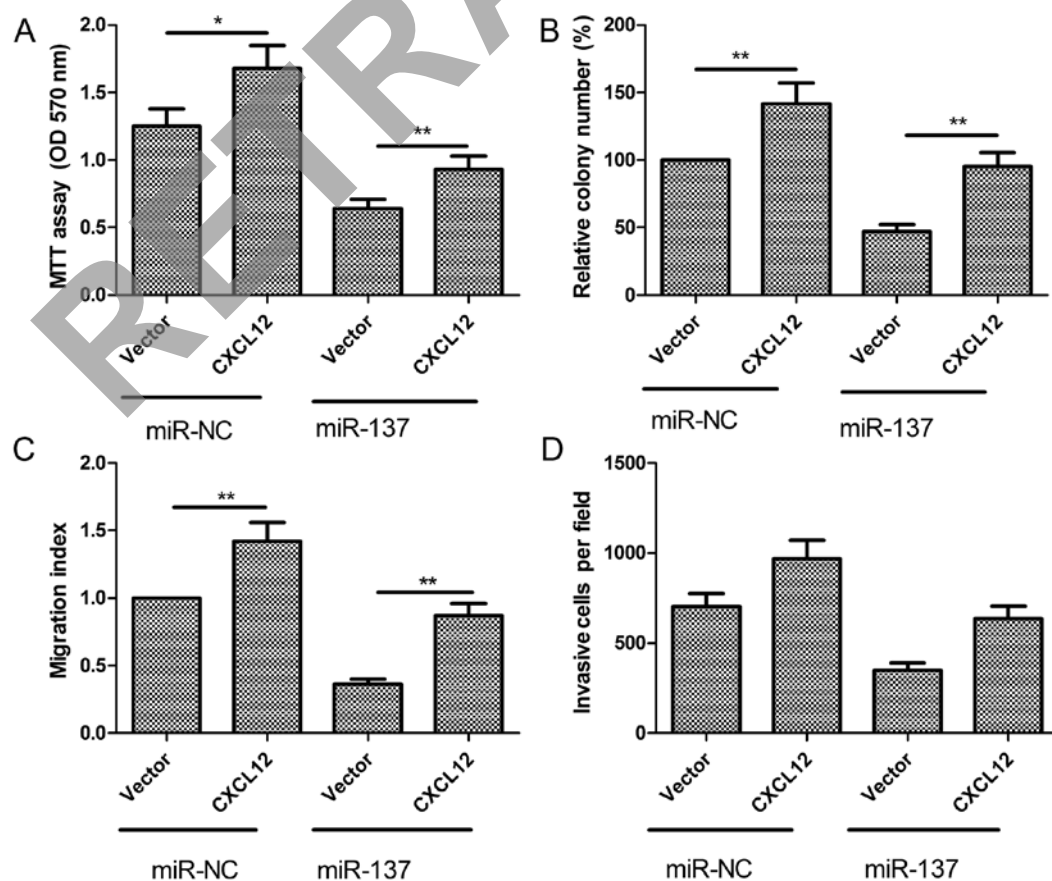 A
MTT assay (OD 570 nm)
2.0
1.5
1.0
0.5
0.0
*
**
Vector
CXCL12
Vector
CXCL12
miR-NC
miR-137
B
Relative colony number (%)
200
150
100
50
0
**
**
Vector
CXCL12
Vector
CXCL12
miR-NC
miR-137
C
Migration index
2.0
1.5
1.0
0.5
0.0
**
**
Vector
CXCL12
Vector
CXCL12
miR-NC
miR-137
D
Invasive cells per field
1500
1000
500
0
Vector
CXCL12
Vector
CXCL12
miR-NC
miR-137
RETRA